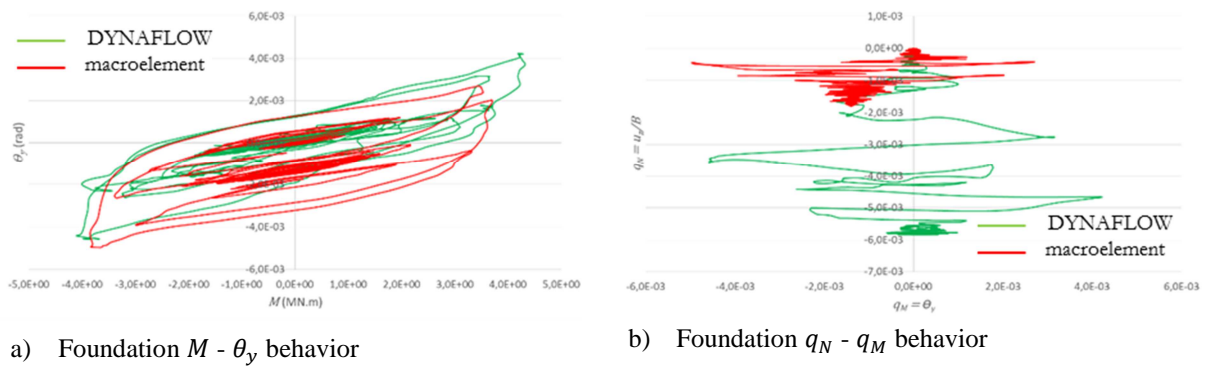 6,0E-03
DYNAFLOW
macroelement
4,0E-03
2,0E-03
θy (rad)
-2,0E-03
-4,0E-03
-6,0E-03
-5,0E+00 -4,0E+00 -3,0E+00 -2,0E+00 -1,0E+00 0,0E+00 1,0E+00 2,0E+00 3,0E+00 4,0E+00 5,0E+00
M (MN.m)
a) Foundation M - θy behavior
1,0E-03
0,0E+00
-1,0E-03
-2,0E-03
-3,0E-03
-4,0E-03
-5,0E-03
-6,0E-03
-7,0E-03
qN = uz/B
DYNAFLOW
macroelement
-6,0E-03 -4,0E-03 -2,0E-03 0,0E+00 2,0E-03 4,0E-03 6,0E-03
qM = θy
b) Foundation qN - qM behavior